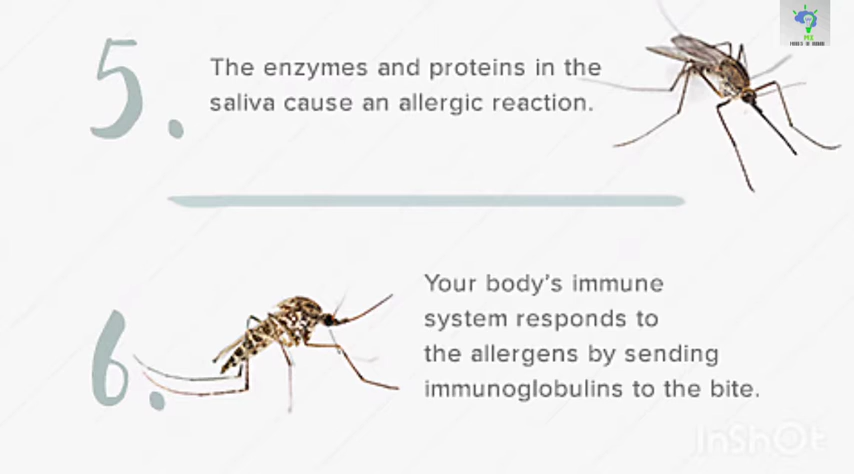 5.
The enzymes and proteins in the
saliva cause an allergic reaction.
6.
Your body's immune
system responds to
the allergens by sending
immunoglobulins to the bite.
InShOt